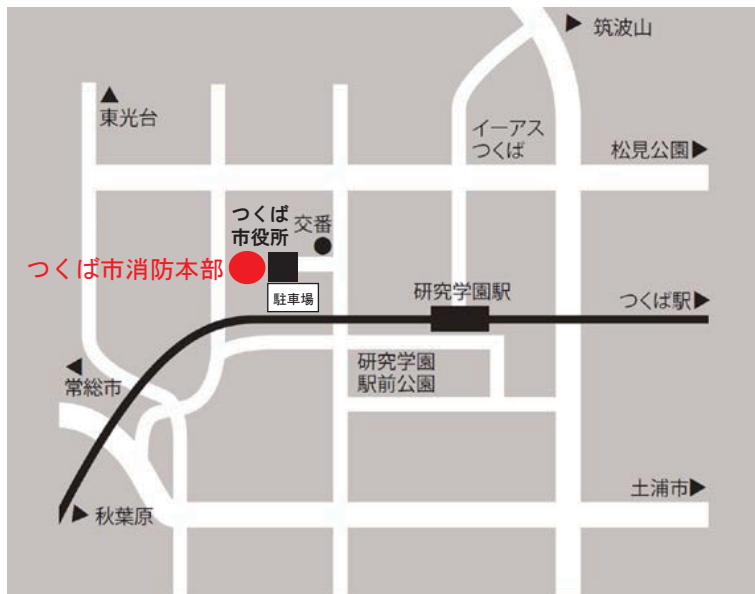 ▶ 筑波山
▲
東光台
イーアス
つくば
松見公園▶
つくば
市役所
交番
つくば市消防本部
駐車場
研究学園駅
つくば駅▶
研究学園
駅前公園
◀
常総市
土浦市▶
▶ 秋葉原